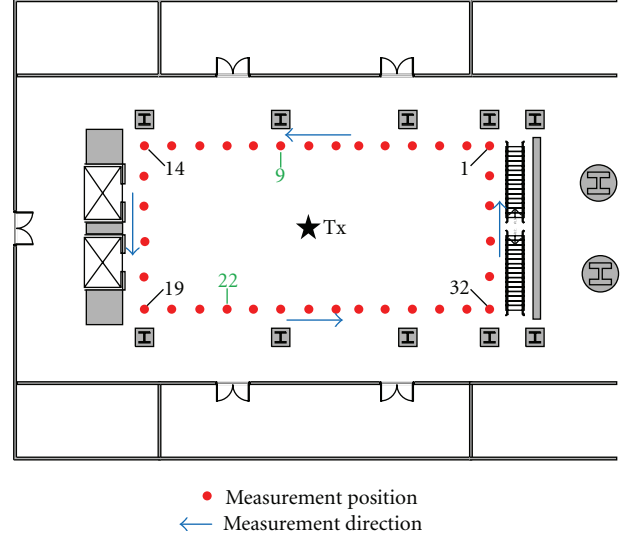 14
9
1
Tx
19
22
32
Measurement position
Measurement direction